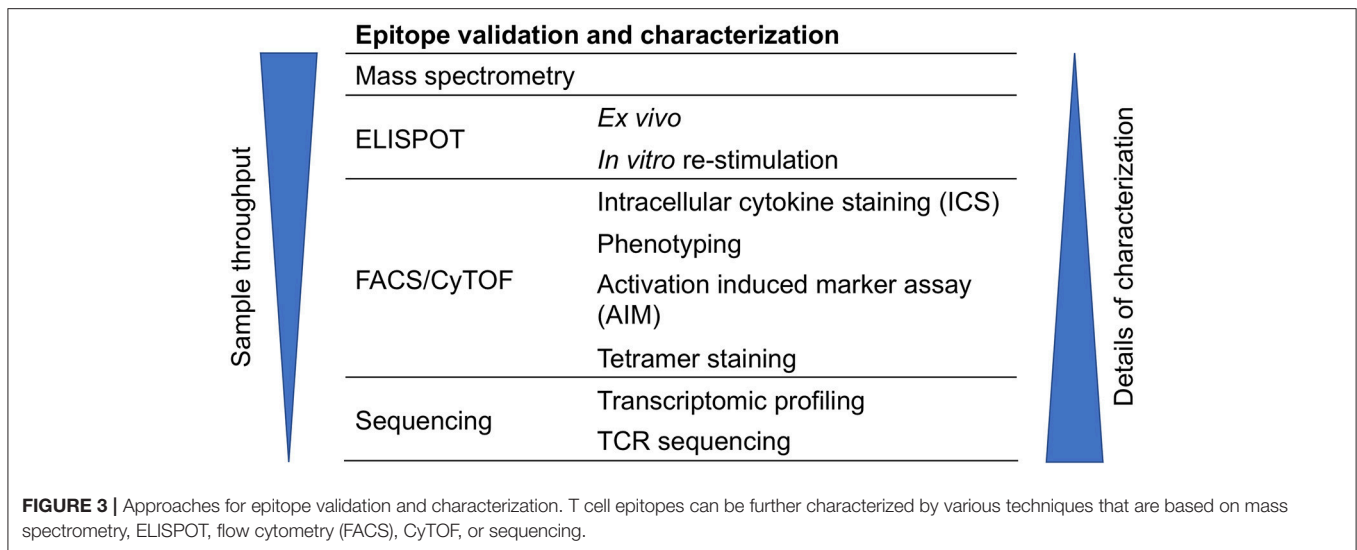 Epitope validation and characterization
Mass spectrometry
ELISPOT
Ex vivo
In vitro re-stimulation
FACS/CyTOF
Intracellular cytokine staining (ICS)
Phenotyping
Activation induced marker assay
(AIM)
Tetramer staining
Sequencing
Transcriptomic profiling
TCR sequencing
Sample throughput
Details of characterization
FIGURE 3 | Approaches for epitope validation and characterization. T cell epitopes can be further characterized by various techniques that are based on mass
spectrometry, ELISPOT, flow cytometry (FACS), CyTOF, or sequencing.